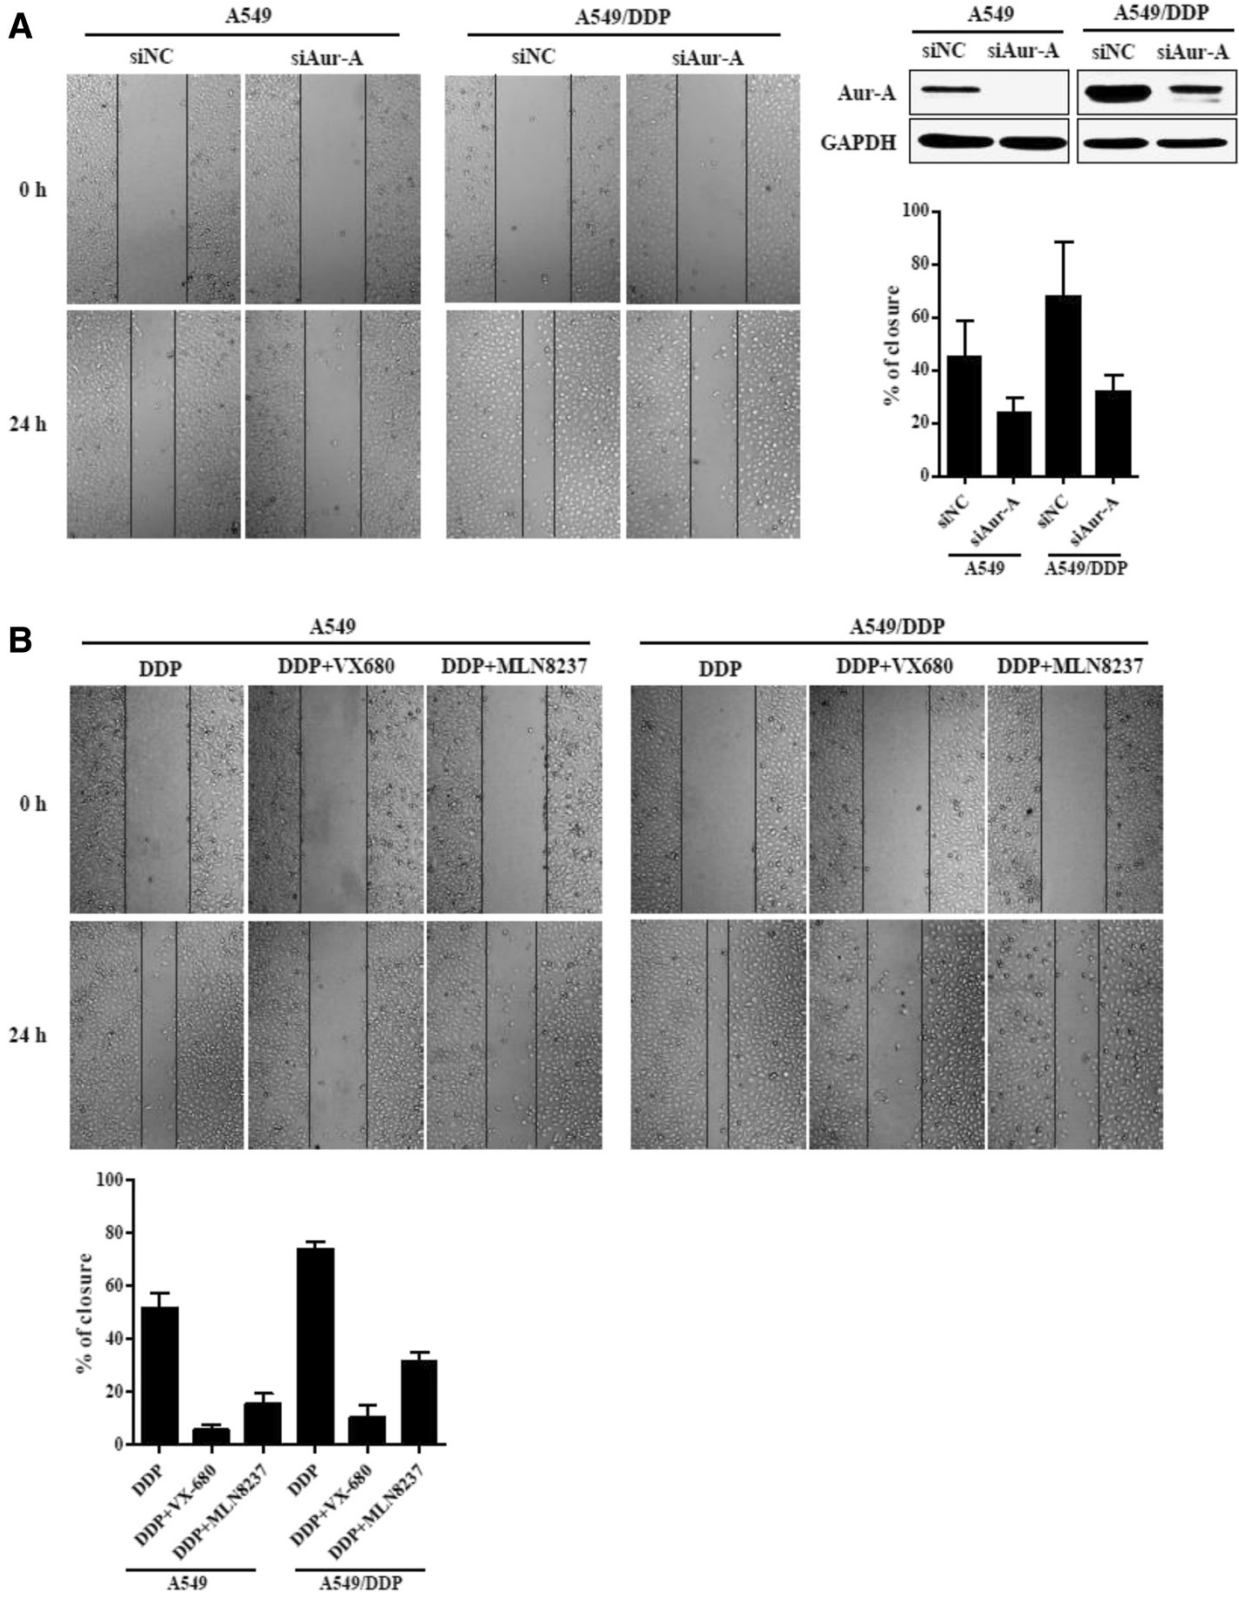 A
A549
A549/DDP
siNC
siAur-A
siNC
siAur-A
0 h
24 h
A549
A549/DDP
siNC
siAur-A
siNC
siAur-A
Aur-A
GAPDH
100
80
60
40
20
0
% of closure
siNC
siAur-A
siNC
siAur-A
A549
A549/DDP
B
A549
A549/DDP
DDP
DDP+VX680
DDP+MLN8237
DDP
DDP+VX680
DDP+MLN8237
0 h
24 h
100
80
60
40
20
0
% of closure
DDP
DDP+VX-680
DDP+MLN8237
DDP
DDP+VX-680
DDP+MLN8237
A549
A549/DDP